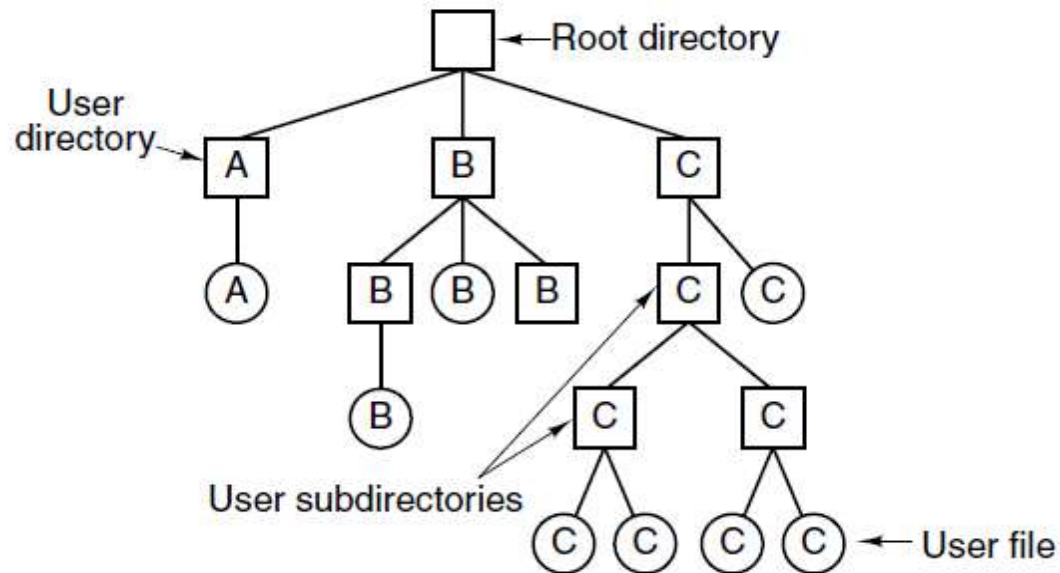 Root directory
User
directory
A
B
C
A
B
B
B
C
C
B
C
C
User subdirectories
C
C
C
C
User file